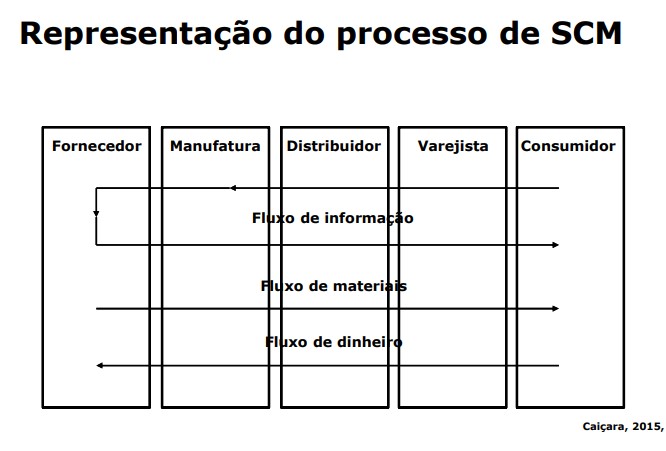 Representação do processo de SCM
Fornecedor Manufatura Distribuidor Varejista Consumidor
Fluxo de informação
Fluxo de materiais
Fluxo de dinheiro
Caiçara, 2015,